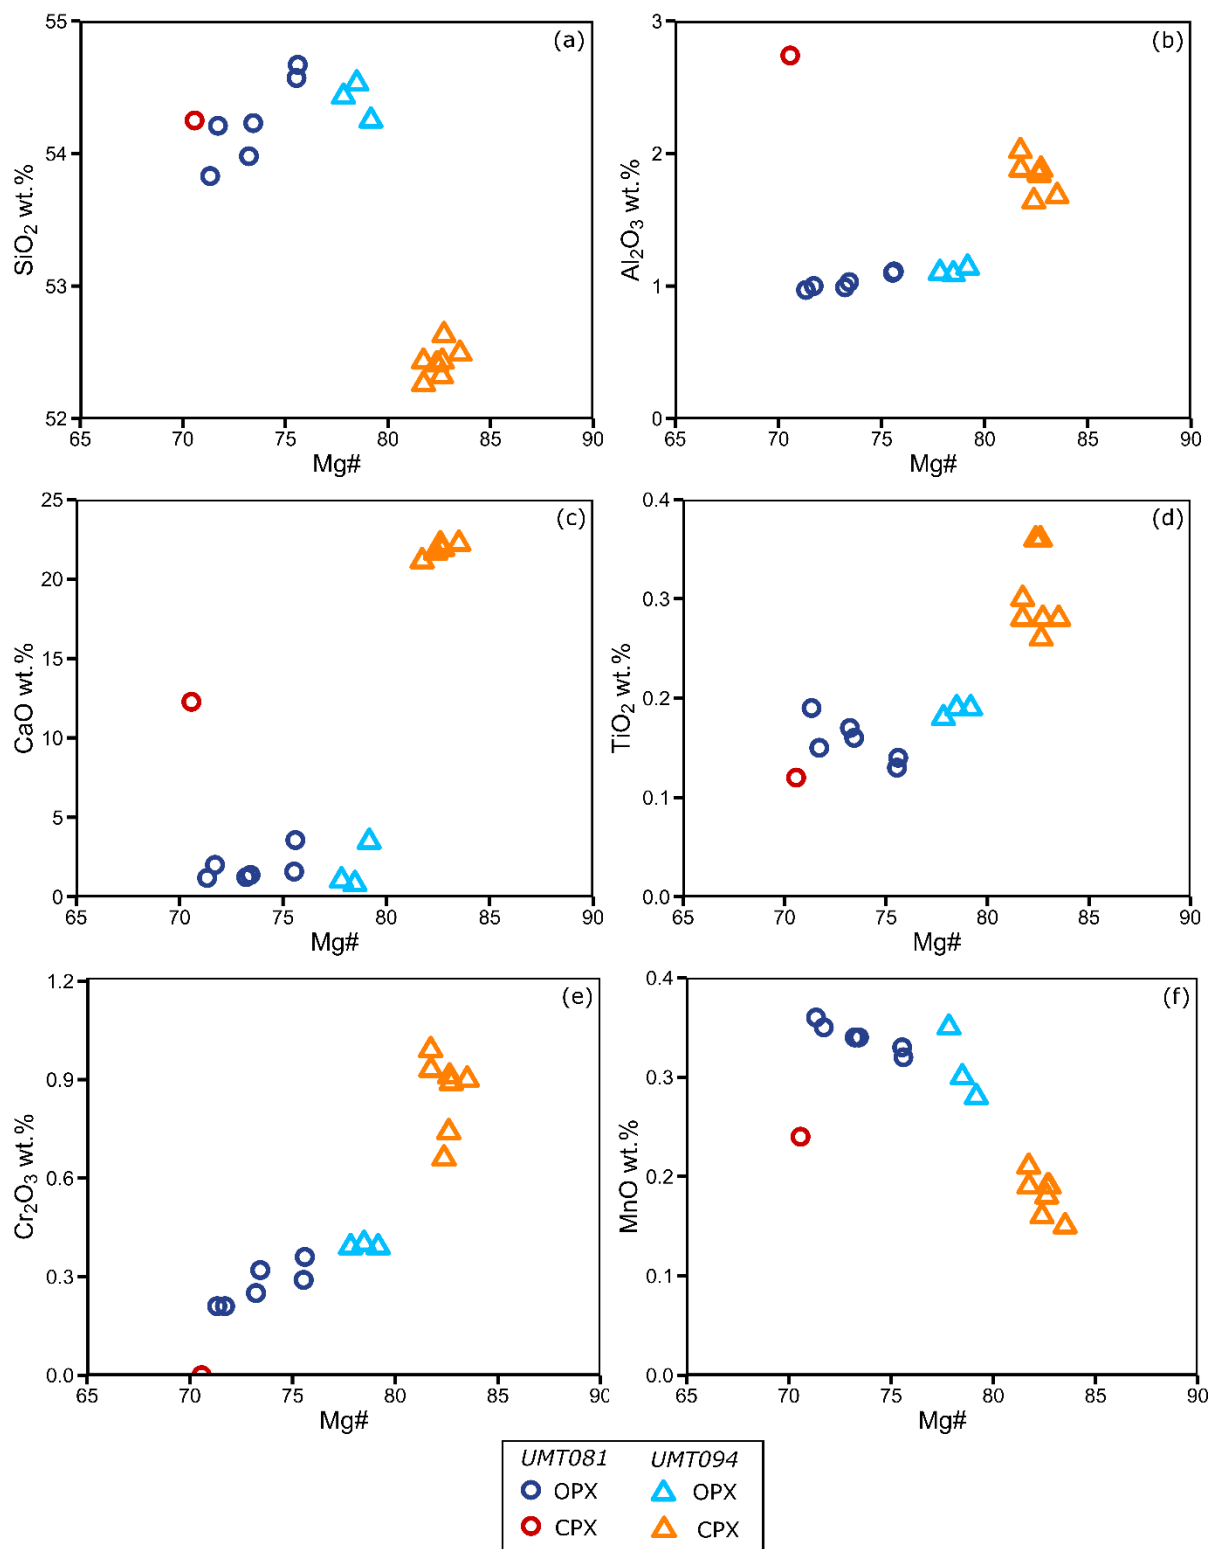 (a)
55
54
53
52
SiO2 wt.%
65 70 75 80 85 90
Mg#
(b)
3
2
1
0
Al2O3 wt.%
65 70 75 80 85 90
Mg#
(c)
25
20
15
10
5
0
CaO wt.%
65 70 75 80 85 90
Mg#
(d)
0.4
0.3
0.2
0.1
0.0
TiO2 wt.%
65 70 75 80 85 90
Mg#
(e)
1.2
0.9
0.6
0.3
0.0
Cr2O3 wt.%
65 70 75 80 85 90
Mg#
(f)
0.4
0.3
0.2
0.1
0.0
MnO wt.%
65 70 75 80 85 90
Mg#
UMT081 UMT094
OPX OPX
CPX CPX